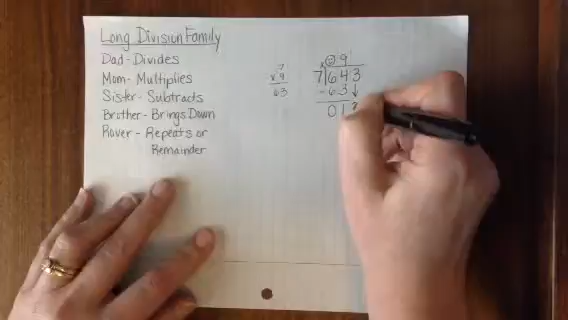 Long Division Family
Dad - Divides
Mom - Multiplies
Sister - Subtracts
Brother - Brings Down
Rover - Repeats or
Remainder
7
x 9
63
9
7 643
- 63↓
01